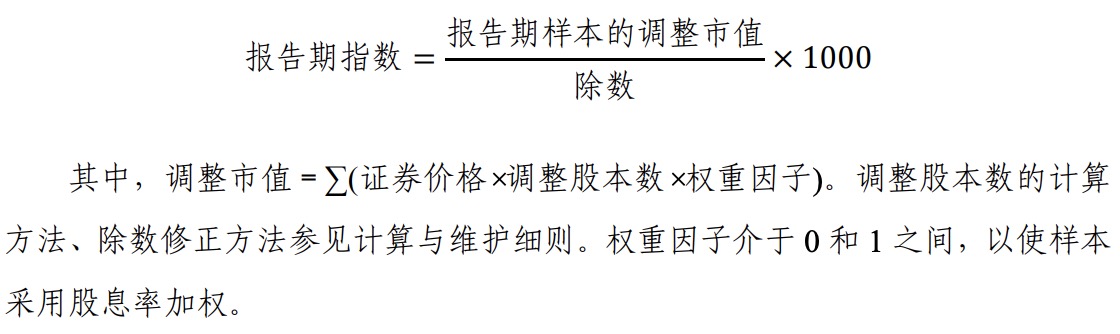 报告期指数 = 报告期样本的调整市值 / 除数 × 1000
其中，调整市值 = ∑(证券价格×调整股本数×权重因子)。调整股本数的计算
方法、除数修正方法参见计算与维护细则。权重因子介于 0 和 1 之间，以使样本
采用股息率加权。